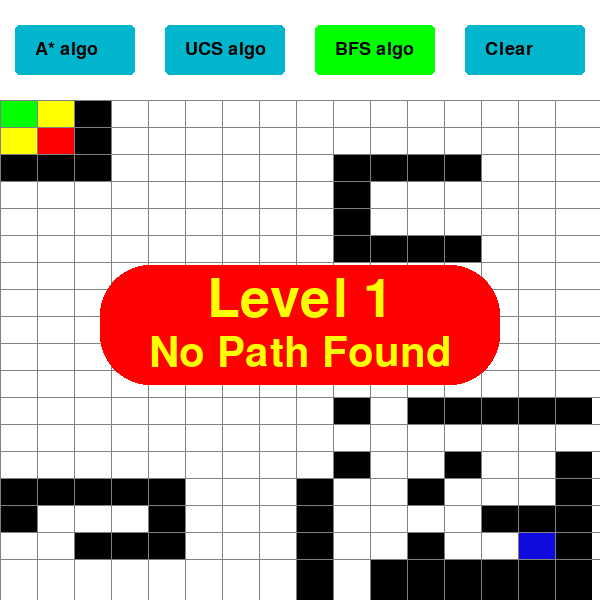 A* algo
UCS algo
BFS algo
Clear
Level 1
No Path Found